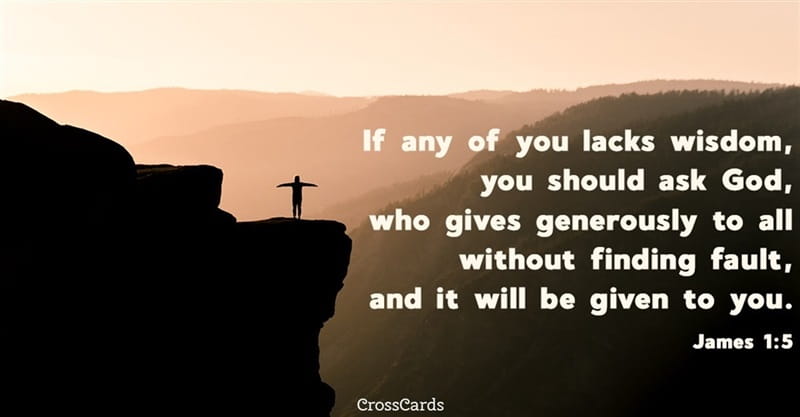 If any of you lacks wisdom,
you should ask God,
who gives generously to all
without finding fault,
and it will be given to you.
James 1:5
CrossCards